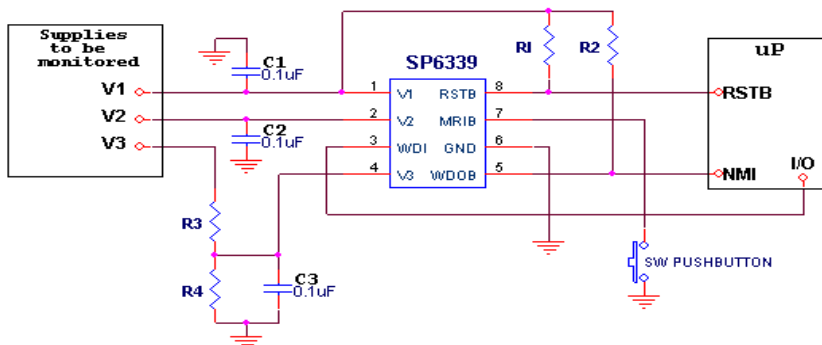 Supplies
to be
monitored
V1
V2
V3
C1
0.1uF
C2
0.1uF
SP6339
1 V1 RSTB 8
2 V2 MRIB 7
3 WDI GND 6
4 V3 WDOB 5
R1
R2
uP
RSTB
I/O
NMI
R3
R4
C3
0.1uF
SW PUSHBUTTON